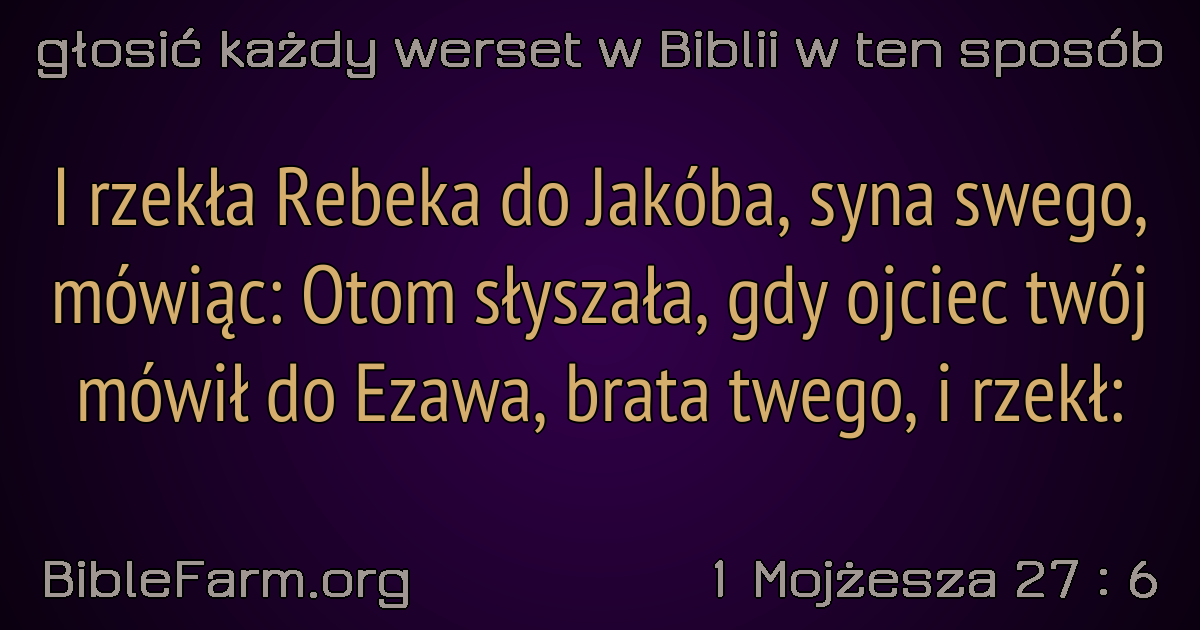 głosić każdy werset w Biblii w ten sposób
I rzekła Rebeka do Jakóba, syna swego,
mówiąc: Otom słyszała, gdy ojciec twój
mówił do Ezawa, brata twego, i rzekł:
BibleFarm.org
1 Mojżesza 27 : 6